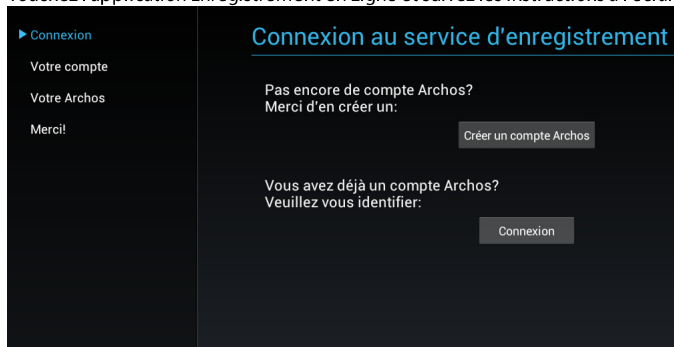 Connexion
Votre compte
Votre Archos
Merci!
Connexion au service d'enregistrement
Pas encore de compte Archos?
Merci d'en créer un:
Créer un compte Archos
Vous avez déjà un compte Archos?
Veuillez vous identifier:
Connexion